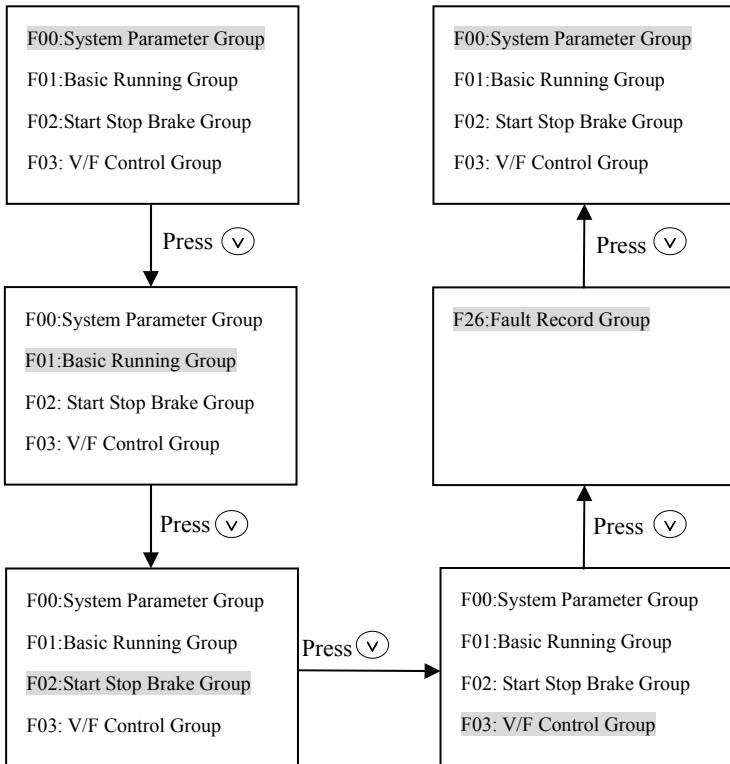 F00:System Parameter Group
F01:Basic Running Group
F02:Start Stop Brake Group
F03: V/F Control Group
Press
F00:System Parameter Group
F01:Basic Running Group
F02: Start Stop Brake Group
F03: V/F Control Group
Press
F00:System Parameter Group
F01:Basic Running Group
F02:Start Stop Brake Group
F03: V/F Control Group
Press
F00:System Parameter Group
F01:Basic Running Group
F02: Start Stop Brake Group
F03: V/F Control Group
Press
F26:Fault Record Group
Press
F00:System Parameter Group
F01:Basic Running Group
F02: Start Stop Brake Group
F03: V/F Control Group